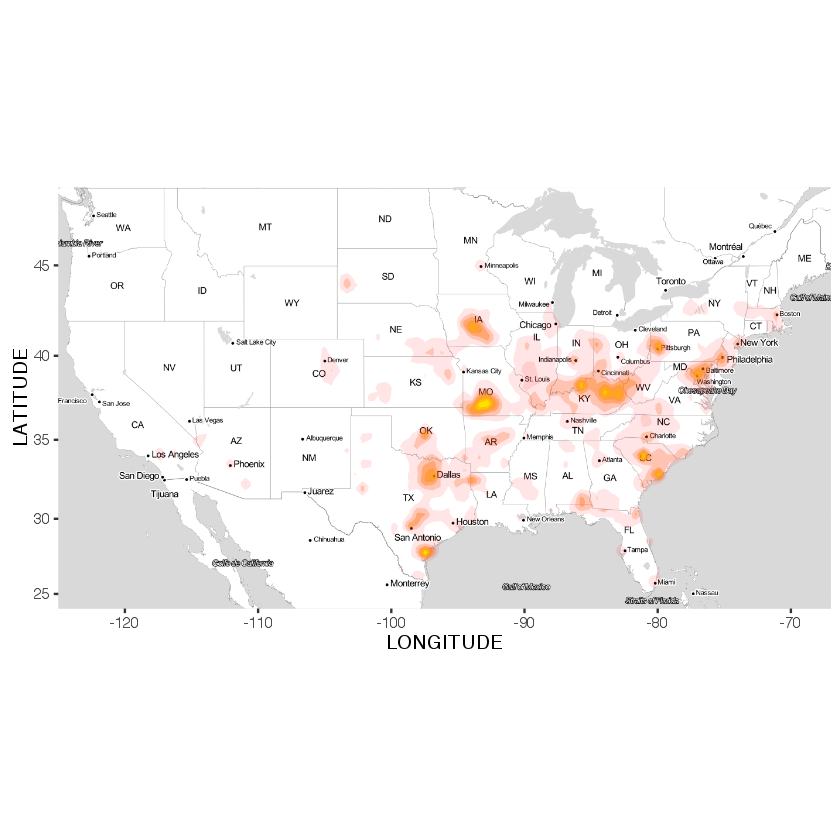 Seattle
WA
MT
ND
MN
Québec
Montréal
Ottawa
ME
Portland
45
OR
ID
SD
Minneapolis
WI
MI
Toronto
VT
NH
WY
Milwaukee
Detroit
NY
Boston
IA
Chicago
CT
NE
IL
IN
OH
Cleveland
PA
New York
Salt Lake City
Pittsburgh
40
Denver
Indianapolis
Columbus
Philadelphia
NV
UT
CO
KS
Kansas City
St. Louis
Cincinnati
MD
Baltimore
Washington
WV
MO
KY
VA
Chesapeake Bay
Francisco
San Jose
CA
Las Vegas
OK
Nashville
TN
NC
35
AZ
Albuquerque
AR
Memphis
Charlotte
Los Angeles
NM
Atlanta
SC
Phoenix
San Diego
Puebla
Dallas
MS
AL
GA
Tijuana
Juarez
TX
LA
30
Houston
New Orleans
FL
San Antonio
Chihuahua
Tampa
Golfo de California
Monterrey
Gulf of Mexico
Miami
25
Nassau
Straits of Florida
-120
-110
-100
-90
-80
-70
LONGITUDE
LATITUDE